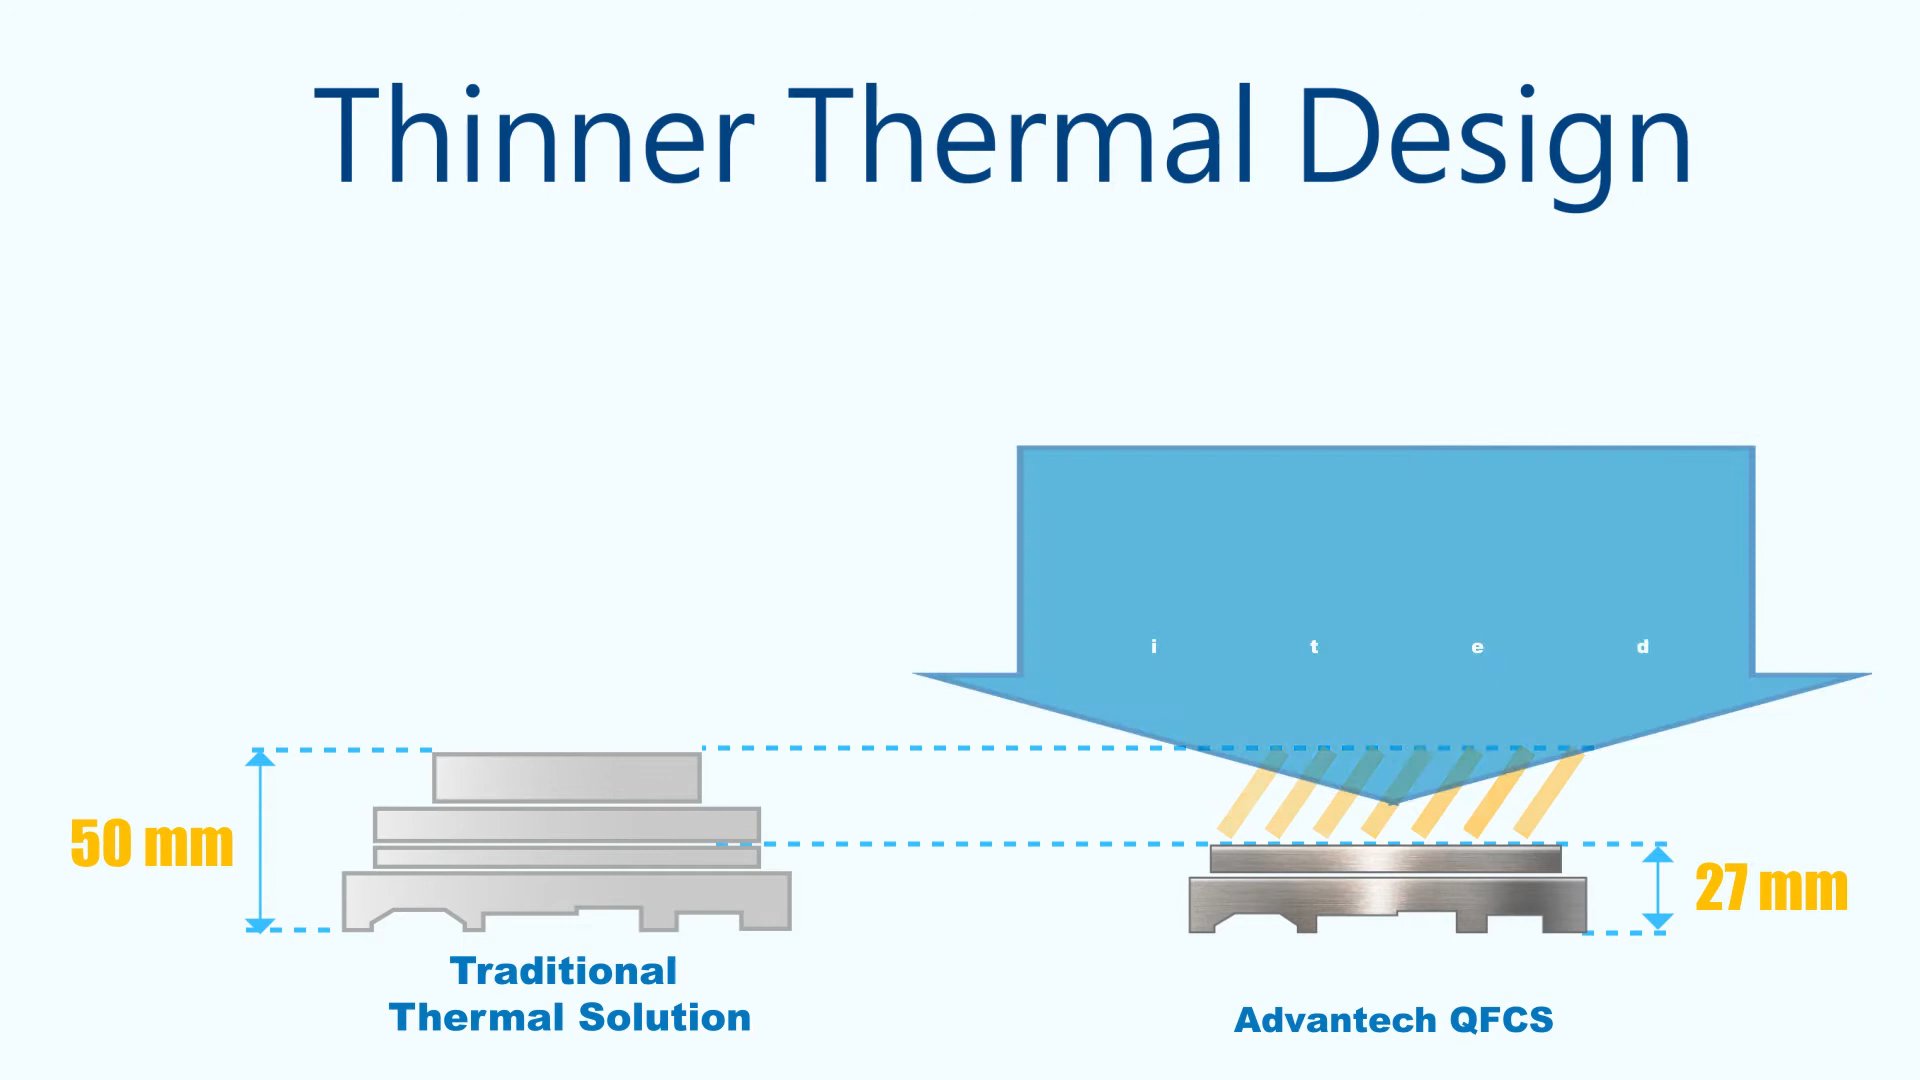 Thinner Thermal Design
i t e d
50 mm
27 mm
Traditional
Thermal Solution
Advantech QFCS